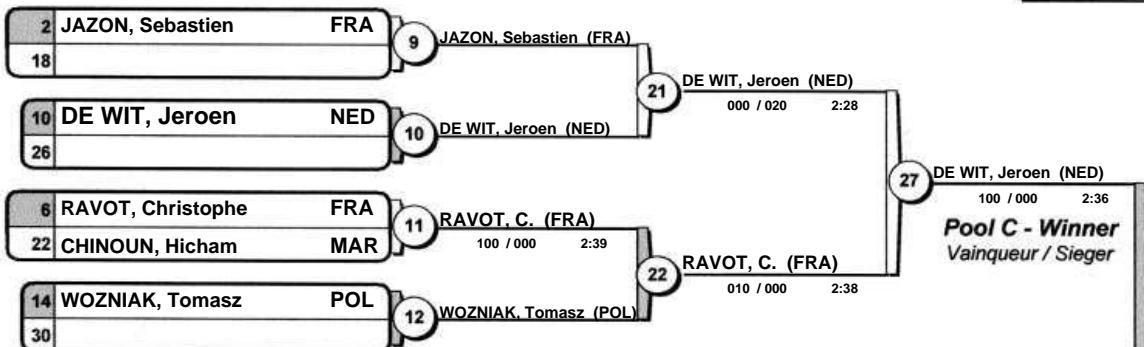 2 JAZON, Sebastien FRA
18
9
JAZON, Sebastien (FRA)
10 DE WIT, Jeroen NED
26
10
DE WIT, Jeroen (NED)
21
DE WIT, Jeroen (NED)
000 / 020 2:28
6 RAVOT, Christophe FRA
22 CHINOUN, Hicham MAR
11
RAVOT, C. (FRA)
100 / 000 2:39
14 WOZNIAK, Tomasz POL
30
12
WOZNIAK, Tomasz (POL)
22
RAVOT, C. (FRA)
010 / 000 2:38
27
DE WIT, Jeroen (NED)
100 / 000 2:36
Pool C - Winner
Vainqueur / Sieger